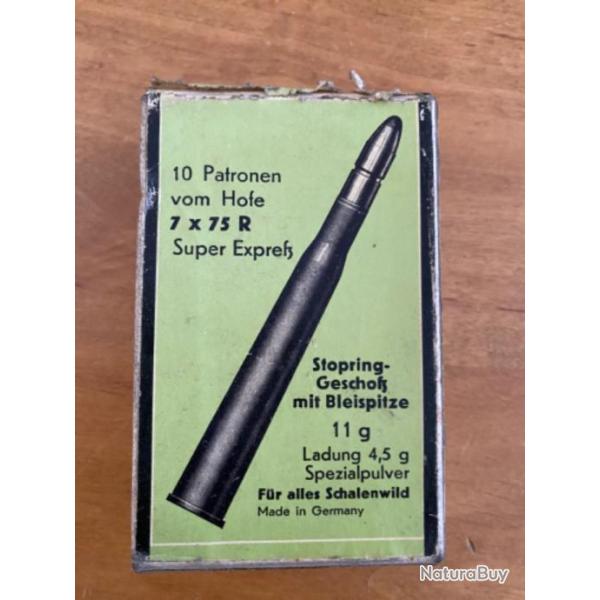 10 Patronen
vom Hofe
7 x 75 R
Super Expreß
Stopring-
Geschoß
mit Bleispitze
11 g
Ladung 4,5 g
Spezialpulver
Für alles Schalenwild
Made in Germany
NaturaBuy